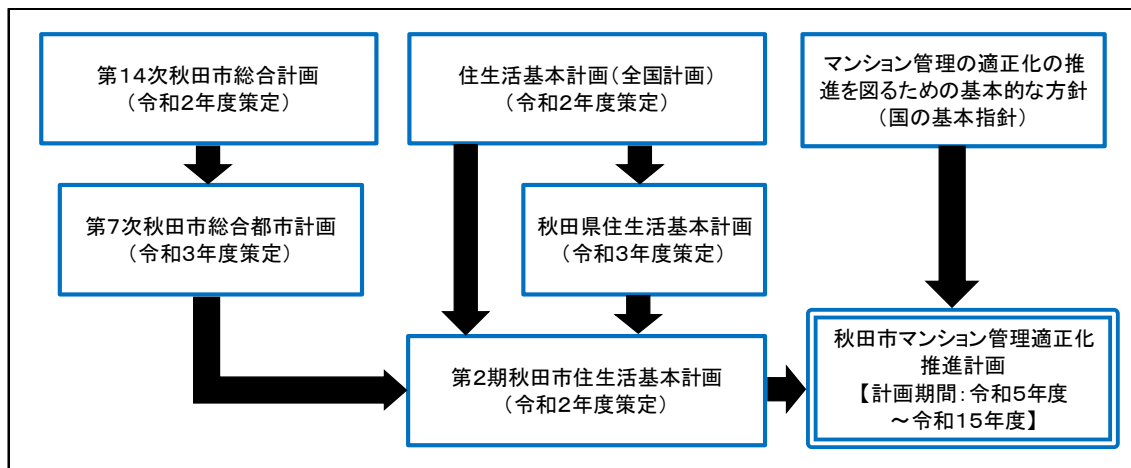 第14次秋田市総合計画
（令和2年度策定）
住生活基本計画（全国計画）
（令和2年度策定）
マンション管理の適正化の推
進を図るための基本的な方針
（国の基本指針）
第7次秋田市総合都市計画
（令和3年度策定）
秋田県住生活基本計画
（令和3年度策定）
第2期秋田市住生活基本計画
（令和2年度策定）
秋田市マンション管理適正化
推進計画
【計画期間：令和5年度
～令和15年度】